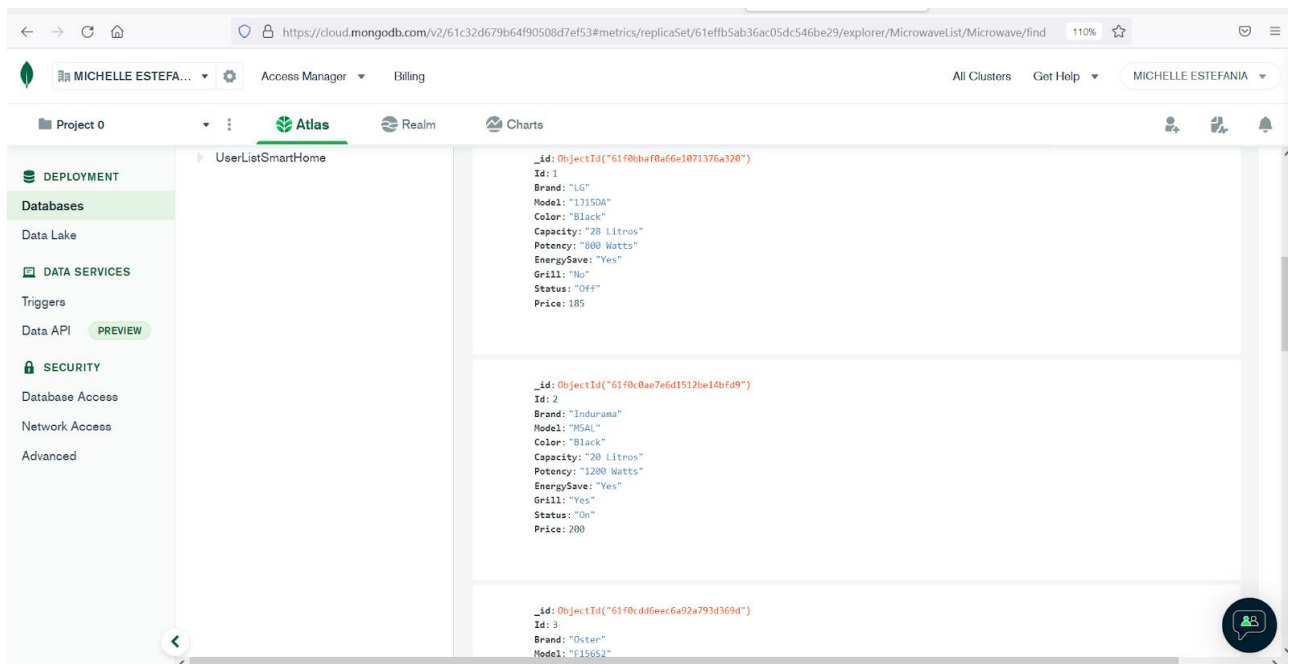 https://cloud.mongodb.com/v2/61c32d679b64f90508d7ef53#metrics/replicaSet/61effb5ab36ac05dc546be29/explorer/MicrowaveList/Microwave/find 110%
MICHELLE ESTEFA... Access Manager Billing All Clusters Get Help MICHELLE ESTEFANIA
Project 0 Atlas Realm Charts
DEPLOYMENT
Databases
Data Lake
DATA SERVICES
Triggers
Data API PREVIEW
SECURITY
Database Access
Network Access
Advanced
UserListSmartHome
_id: ObjectId("61f0bbaf0a66e1071376a320")
Id: 1
Brand: "LG"
Model: "1J15DA"
Color: "Black"
Capacity: "28 Litros"
Potency: "800 Watts"
EnergySave: "Yes"
Grill: "No"
Status: "Off"
Price: 185
_id: ObjectId("61f0c0ae7e6d1512be14bfd9")
Id: 2
Brand: "Indurama"
Model: "M5AL"
Color: "Black"
Capacity: "20 Litros"
Potency: "1200 Watts"
EnergySave: "Yes"
Grill: "Yes"
Status: "On"
Price: 200
_id: ObjectId("61f0cdd6eec6a92a793d369d")
Id: 3
Brand: "Oster"
Model: "F15652"